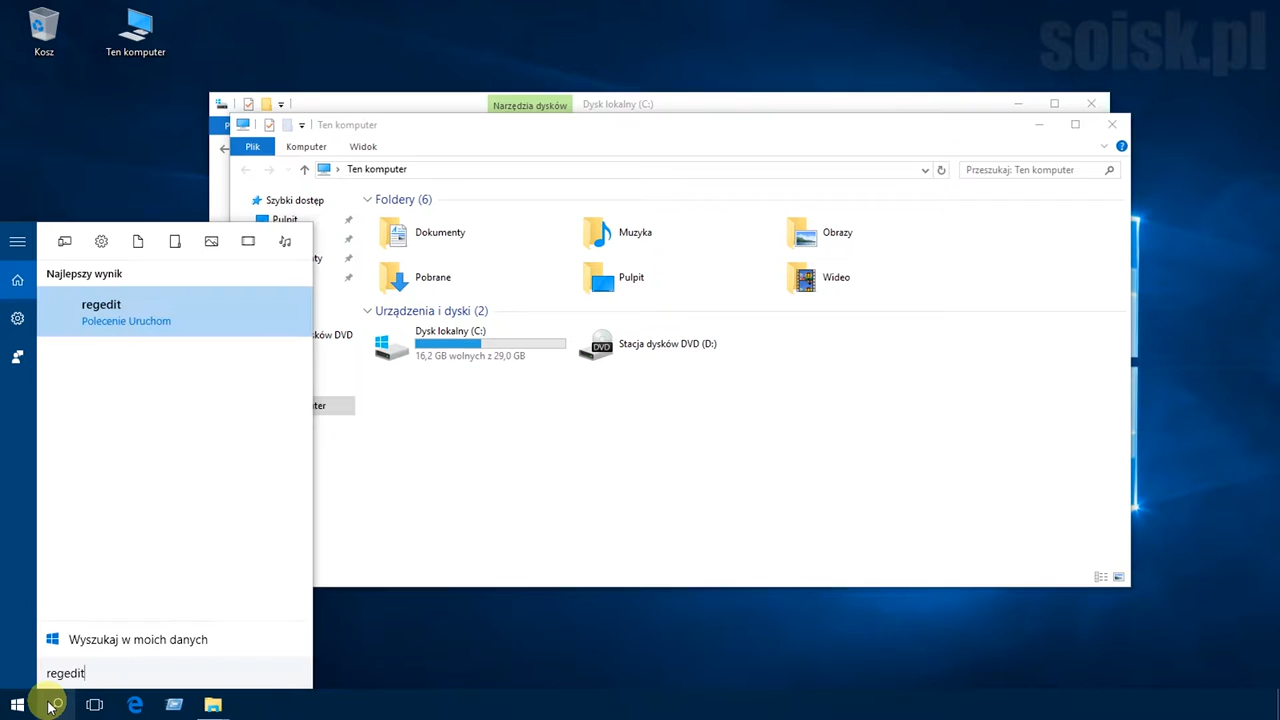 soisk.pl
Kosz
Ten komputer
Narzędzia dysków
Dysk lokalny (C:)
Ten komputer
Plik
Komputer
Widok
Ten komputer
Przeszukaj: Ten komputer
Szybki dostęp
Pulpit
Foldery (6)
Dokumenty
Muzyka
Obrazy
Pobrane
Pulpit
Wideo
Urządzenia i dyski (2)
Dysk lokalny (C:)
16,2 GB wolnych z 29,0 GB
DVD
Stacja dysków DVD (D:)
Najlepszy wynik
regedit
Polecenie Uruchom
Wyszukaj w moich danych
regedit